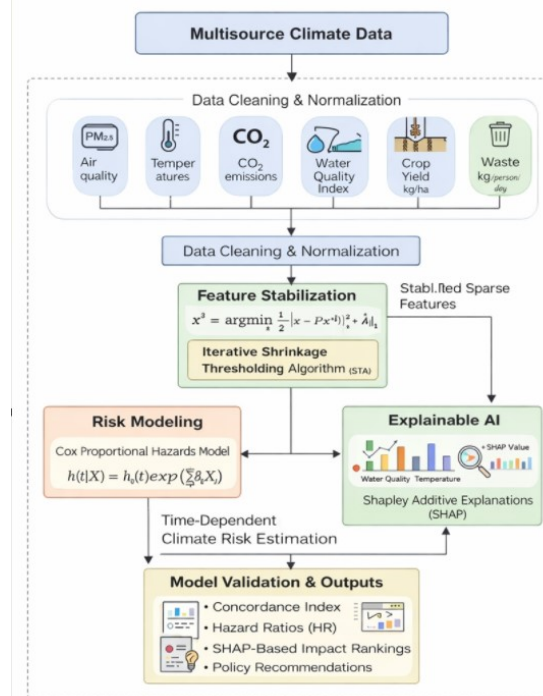 Multisource Climate Data
Data Cleaning & Normalization
PM2.5
Air
quality
Temper
atures
CO₂
CO₂
emissions
Water
Quality
Index
Crop
Yield
kg/ha
Waste
kg/person/
day
Data Cleaning & Normalization
Feature Stabilization
Stabl.fted Sparse
Features
Iterative Shrinkage
Thresholding Algorithm (STA)
Risk Modeling
Cox Proportional Hazards Model
Explainable AI
• SHAP Value
Water Quality Temperature
Shapley Additive Explanations
(SHAP)
Time-Dependent
Climate Risk Estimation
Model Validation & Outputs
• Concordance Index
• Hazard Ratios (HR)
• SHAP-Based Impact Rankings
• Policy Recommendations